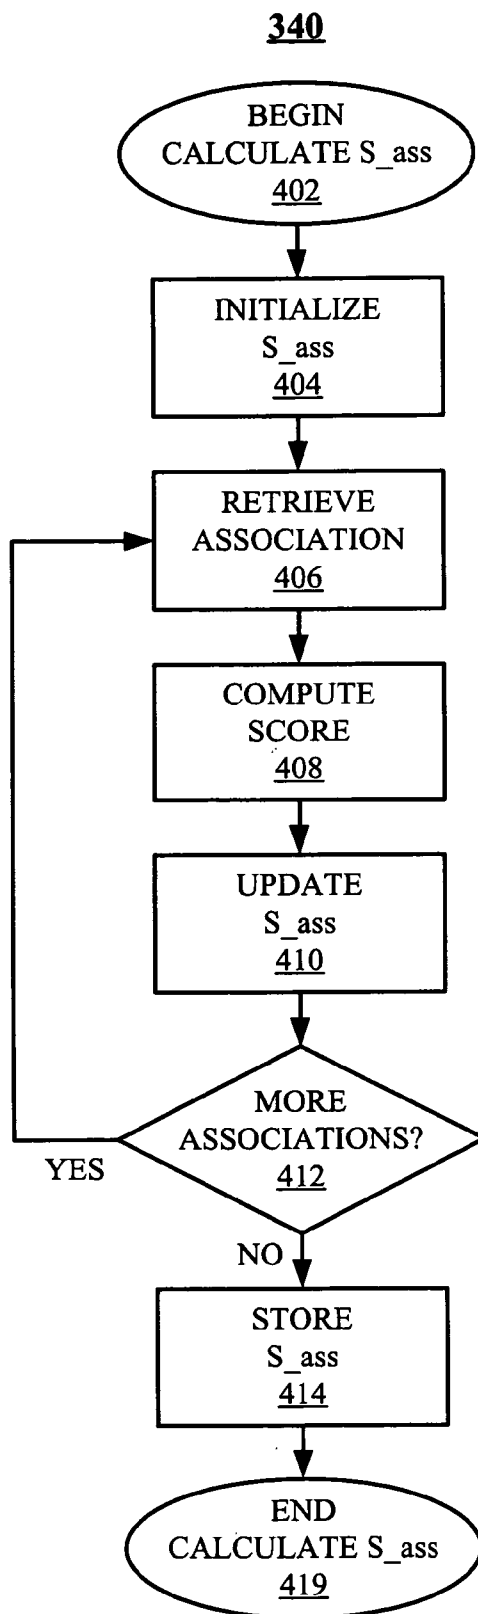 340
BEGIN
CALCULATE S_ass
402
INITIALIZE
S_ass
404
RETRIEVE
ASSOCIATION
406
COMPUTE
SCORE
408
UPDATE
S_ass
410
MORE
ASSOCIATIONS?
412
YES
NO
STORE
S_ass
414
END
CALCULATE S_ass
419